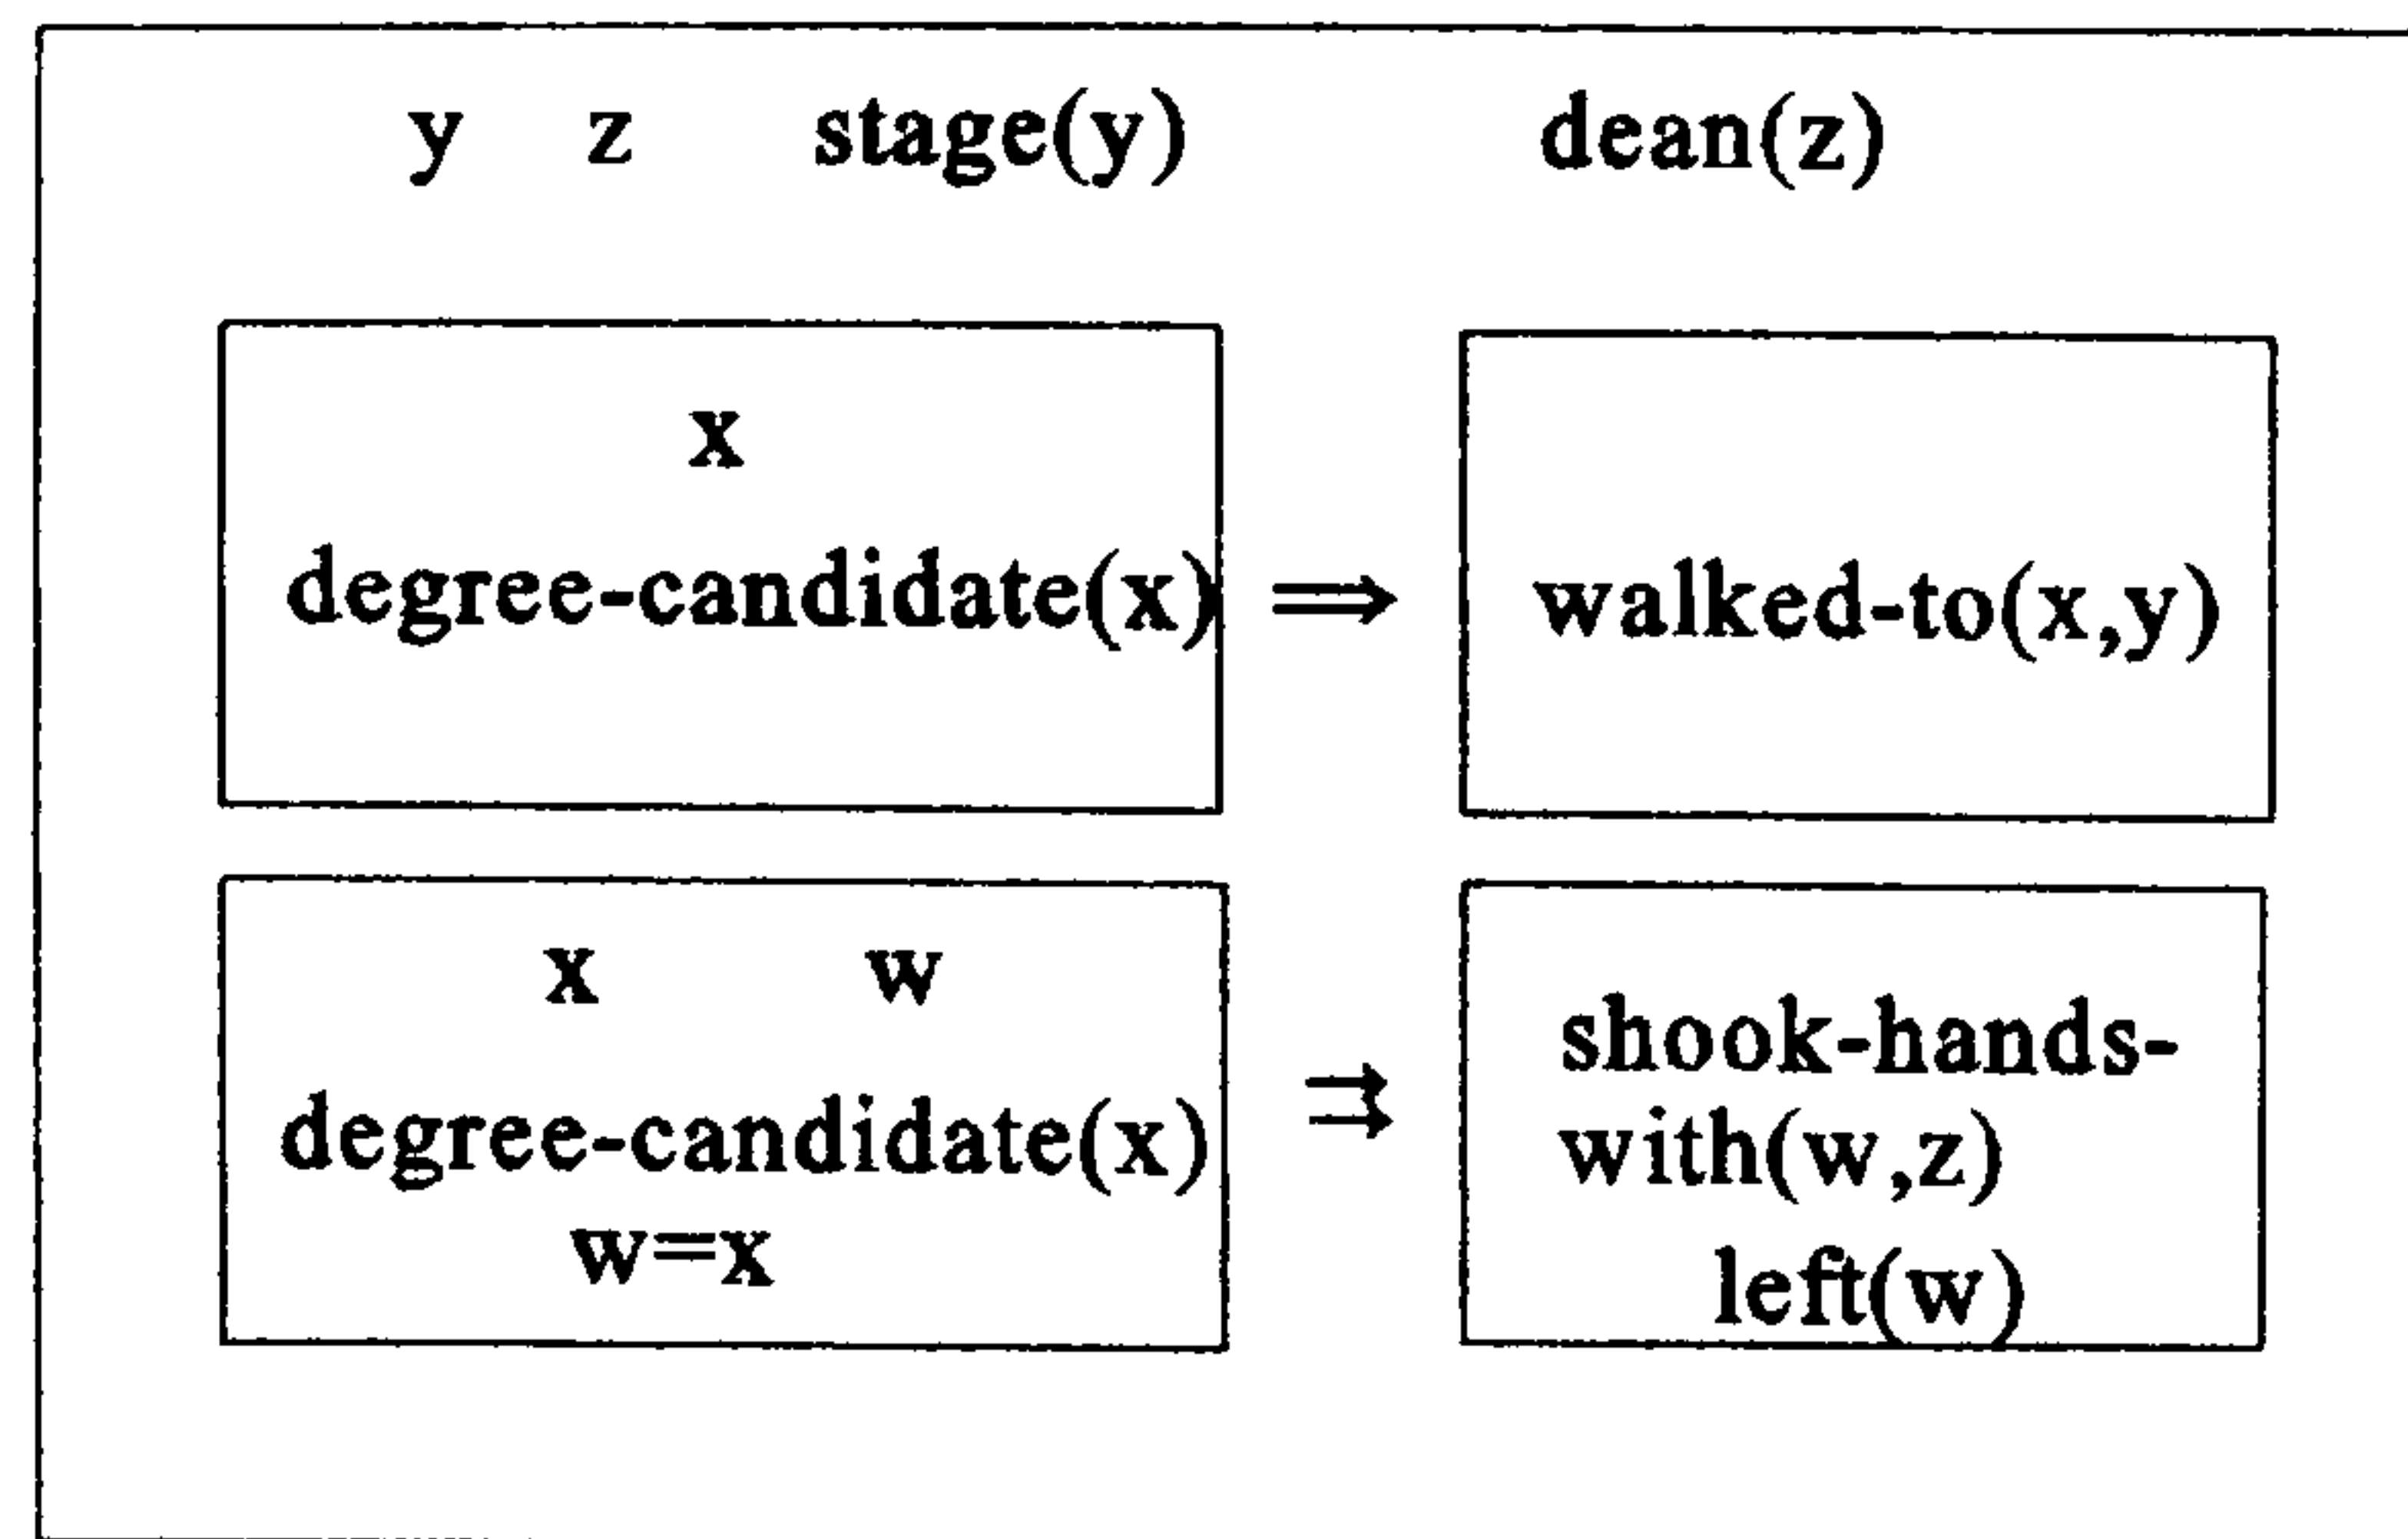 y z stage(y) dean(z)
x
degree-candidate(x) ⟹ walked-to(x,y)
x w
degree-candidate(x)
w=x
⇉
shook-hands-
with(w,z)
left(w)